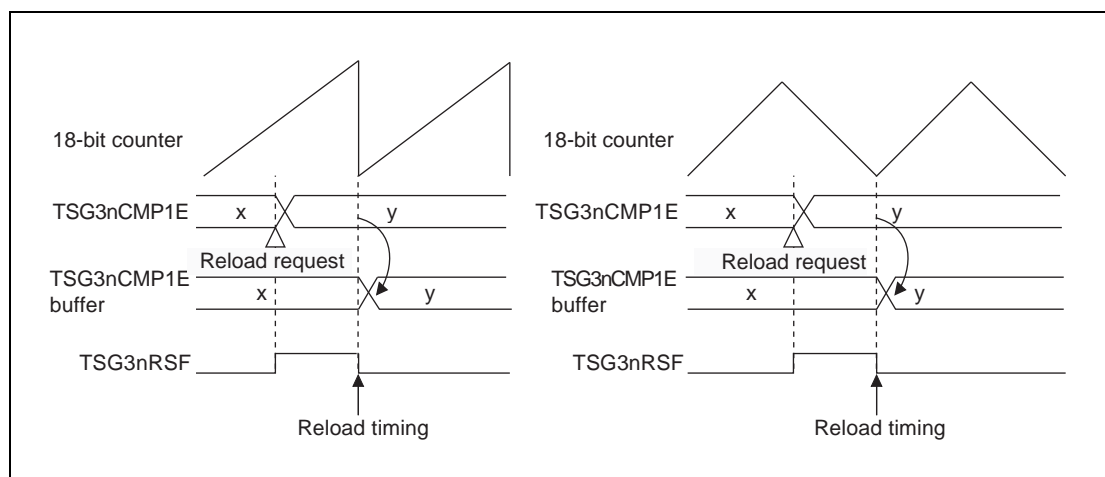 18-bit counter
TSG3nCMP1E
x
y
Reload request
TSG3nCMP1E
buffer
x
y
TSG3nRSF
Reload timing
18-bit counter
TSG3nCMP1E
x
y
Reload request
TSG3nCMP1E
buffer
x
y
TSG3nRSF
Reload timing